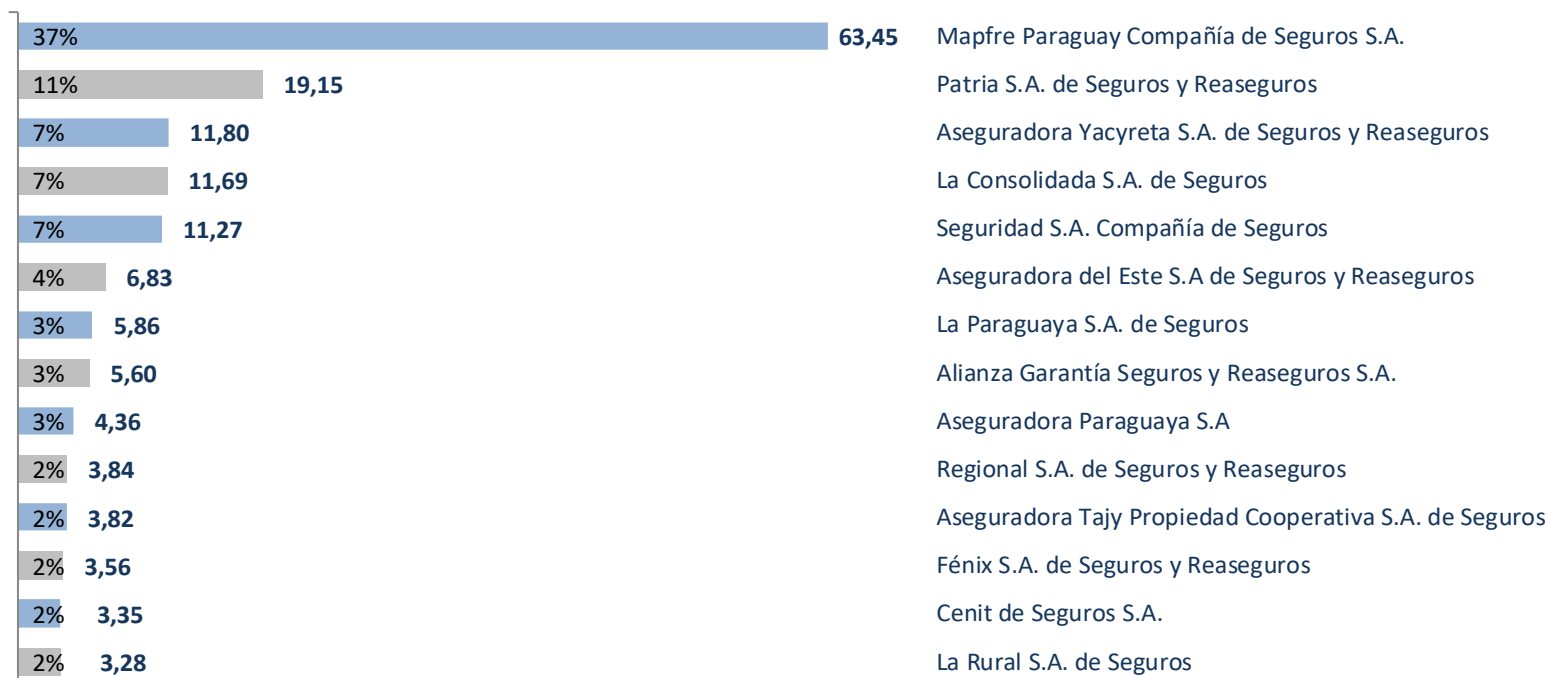 37% 63,45 Mapfre Paraguay Compañía de Seguros S.A.
11% 19,15 Patria S.A. de Seguros y Reaseguros
7% 11,80 Aseguradora Yacyreta S.A. de Seguros y Reaseguros
7% 11,69 La Consolidada S.A. de Seguros
7% 11,27 Seguridad S.A. Compañía de Seguros
4% 6,83 Aseguradora del Este S.A de Seguros y Reaseguros
3% 5,86 La Paraguaya S.A. de Seguros
3% 5,60 Alianza Garantía Seguros y Reaseguros S.A.
3% 4,36 Aseguradora Paraguaya S.A
2% 3,84 Regional S.A. de Seguros y Reaseguros
2% 3,82 Aseguradora Tajy Propiedad Cooperativa S.A. de Seguros
2% 3,56 Fénix S.A. de Seguros y Reaseguros
2% 3,35 Cenit de Seguros S.A.
2% 3,28 La Rural S.A. de Seguros